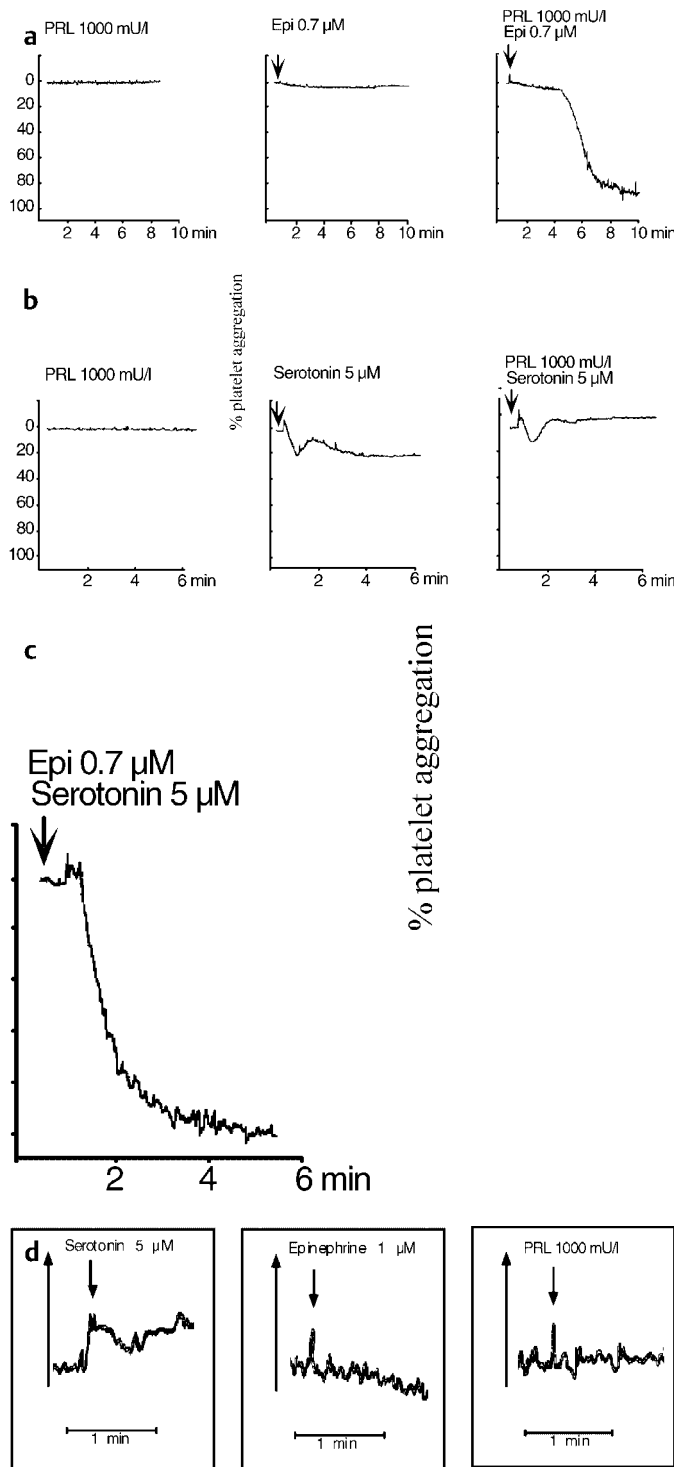 a
PRL 1000 mU/l
Epi 0.7 µM
PRL 1000 mU/l
Epi 0.7 µM
0
20
40
60
80
100
2 4 6 8 10 min
2 4 6 8 10 min
2 4 6 8 10 min
b
% platelet aggregation
PRL 1000 mU/l
Serotonin 5 µM
PRL 1000 mU/l
Serotonin 5 µM
0
20
40
60
80
100
2 4 6 min
2 4 6 min
2 4 6 min
c
% platelet aggregation
Epi 0.7 µM
Serotonin 5 µM
2 4 6 min
d
Serotonin 5 µM
Epinephrine 1 µM
PRL 1000 mU/l
1 min
1 min
1 min